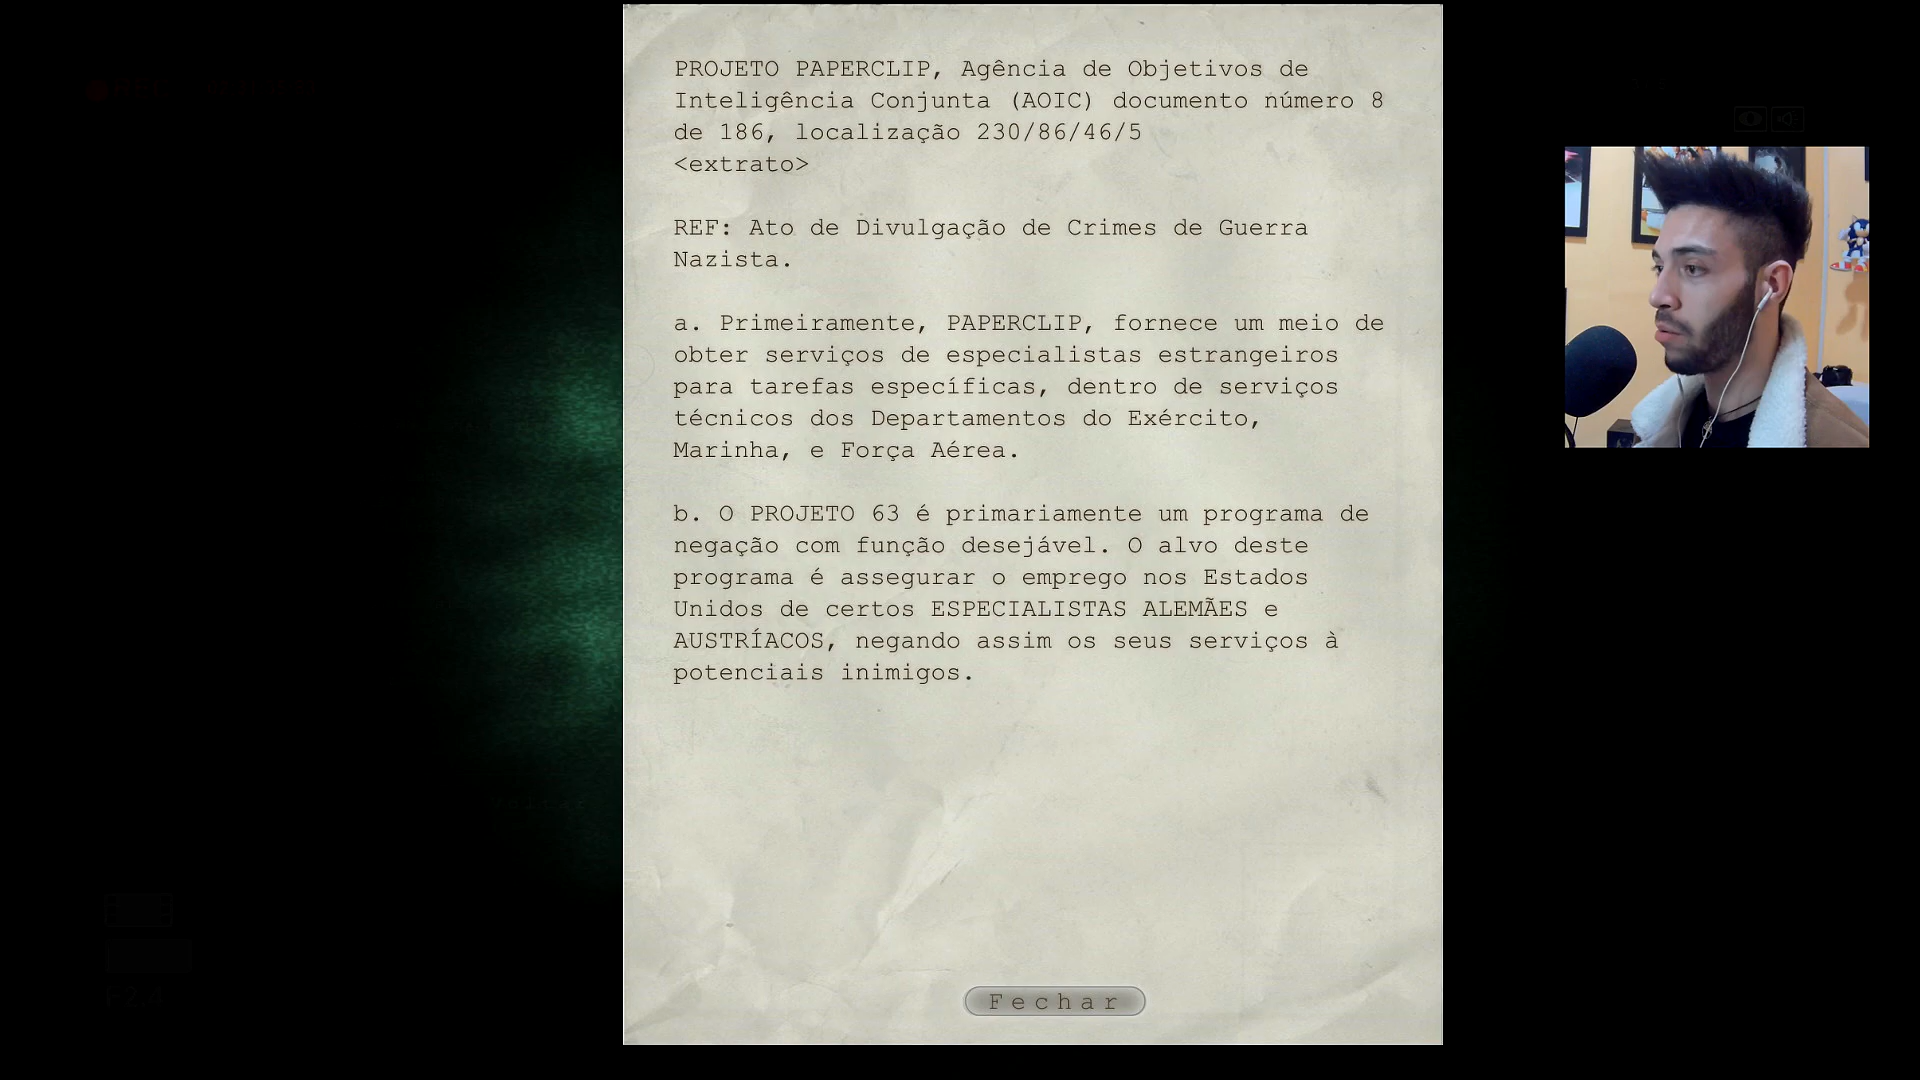 PROJETO PAPERCLIP, Agência de Objetivos de
Inteligência Conjunta (AOIC) documento número 8
de 186, localização 230/86/46/5
<extrato>
REF: Ato de Divulgação de Crimes de Guerra
Nazista.
a. Primeiramente, PAPERCLIP, fornece um meio de
obter serviços de especialistas estrangeiros
para tarefas específicas, dentro de serviços
técnicos dos Departamentos do Exército,
Marinha, e Força Aérea.
b. O PROJETO 63 é primariamente um programa de
negação com função desejável. O alvo deste
programa é assegurar o emprego nos Estados
Unidos de certos ESPECIALISTAS ALEMÃES e
AUSTRÍACOS, negando assim os seus serviços à
potenciais inimigos.
Fechar